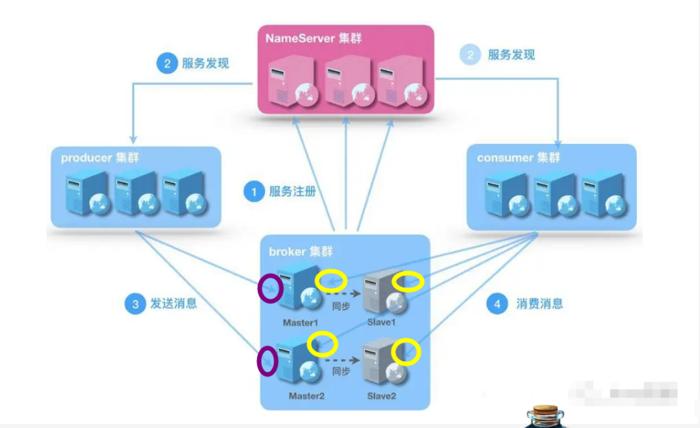 NameServer 集群
2 服务发现
2 服务发现
producer 集群
consumer 集群
1 服务注册
broker 集群
3 发送消息
4 消费消息
同步
Master1
Slave1
同步
Master2
Slave2